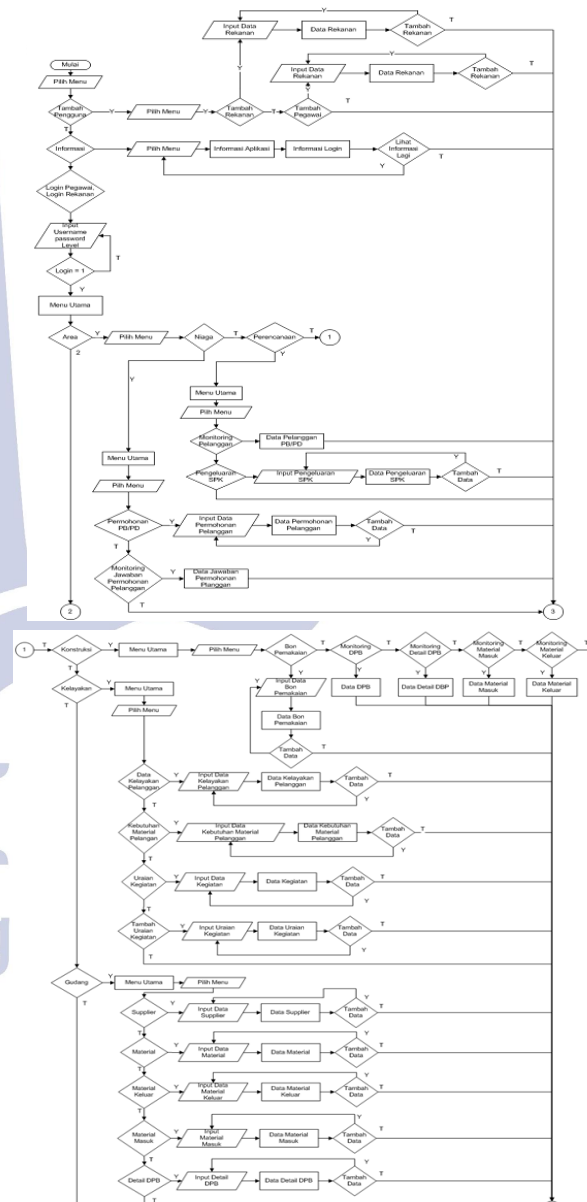 Input Data
Rekanan
Data Rekanan
Tambah
Rekanan
Y
T
Input Data
Rekanan
Data Rekanan
Tambah
Rekanan
Y
T
Mulai
Pilih Menu
Tambah
Pengguna
Y
Pilih Menu
Y
Tambah
Rekanan
Y
T
Tambah
Pegawai
Y
T
T
Informasi
Y
Pilih Menu
Informasi Aplikasi
Informasi Login
Lihat
Informasi
Lagi
T
Y
Login Pegawai,
Login Rekanan
Input
Username
password
Level
T
Login = 1
Y
Menu Utama
Area
Y
Pilih Menu
Niaga
T
Perencanaan
T
1
2
Y
Y
Menu Utama
Pilih Menu
Monitoring
Pelanggan
Data Pelanggan
PB/PD
Pengeluaran
SPK
Input Pengeluaran
SPK
Data Pengeluaran
SPK
Tambah
Data
Y
T
Menu Utama
Pilih Menu
Permohonan
PB/PD
Y
Input Data
Permohonan
Pelanggan
Data Permohonan
Pelanggan
Tambah
Data
T
Y
T
Monitoring
Jawaban
Permohonan
Pelanggan
Y
Data Jawaban
Permohonan
Planggan
T
2
3
1
T
Konstruksi
Y
Menu Utama
Pilih Menu
Bon
Pemakaian
T
Monitoring
DPB
T
Monitoring
Detail DPB
T
Monitoring
Material
Masuk
T
Monitoring
Material
Keluar
T
T
Y
Y
Y
Y
Y
Kelayakan
Y
Menu Utama
T
Pilih Menu
Input Data
Bon
Pemakaian
Data DPB
Data Detail DBP
Data Material
Masuk
Data Material
Keluar
Data Bon
Pemakaian
Tambah
Data
Y
T
Data
Kelayakan
Pelanggan
Y
Input Data
Kelayakan
Pelanggan
Data Kelayakan
Pelanggan
Tambah
Data
T
Y
T
Kebutuhan
Material
Pelangan
Y
Input Data
Kebutuhan Material
Pelanggan
Data Kebutuhan
Material
Pelanggan
Tambah
Data
T
Y
T
Uraian
Kegiatan
Y
Input Data
Kegiatan
Data Kegiatan
Tambah
Data
T
Y
T
Tambah
Uraian
Kegiatan
Y
Input Uraian
Kegiatan
Data Uraian
Kegiatan
Tambah
Data
T
Y
T
Gudang
Y
Menu Utama
Pilih Menu
T
Supplier
Y
Input Data
Supplier
Data Supplier
Tambah
Data
Y
T
T
Material
Y
Input Data
Material
Data Material
Tambah
Data
Y
T
T
Material
Keluar
Y
Input Data
Material
Keluar
Data Material
Keluar
Tambah
Data
Y
T
T
Material
Masuk
Y
Input
Material
Masuk
Data Material
Masuk
Tambah
Data
Y
T
T
Detail DPB
Y
Input Detail
DPB
Data Detail DPB
Tambah
Data
Y
T
T